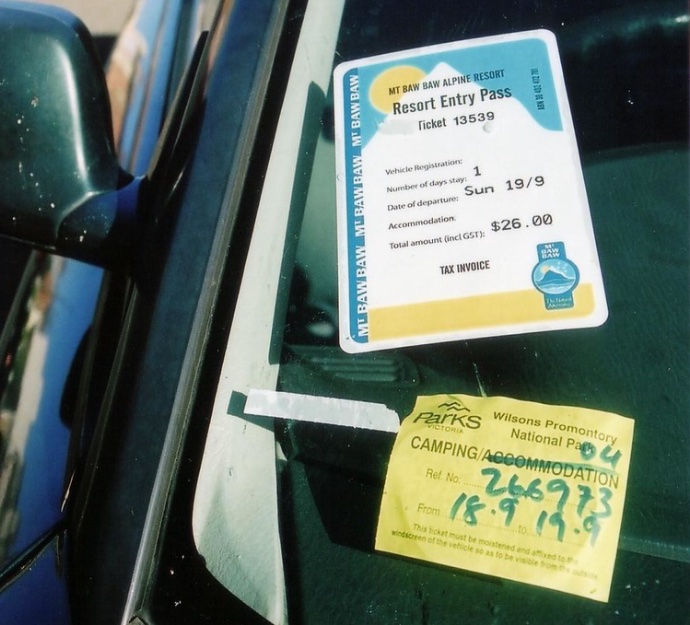 MT BAW BAW ALPINE RESORT
Resort Entry Pass
Ticket 13539
Vehicle Registration:
Number of days stay: 1
Date of departure: Sun 19/9
Accommodation:
Total amount (incl GST): $26.00
TAX INVOICE
MT BAW BAW MT BAW BAW MT BAW BAW MT BAW BAW
MT
BAW
BAW
PARKS
VICTORIA
Wilsons Promontory
National Park
04
CAMPING/ACCOMMODATION
Ref No. 266973
From 18.9 to 19.9
This ticket must be moistened and affixed to the
windscreen of the vehicle so as to be visible from the outside.